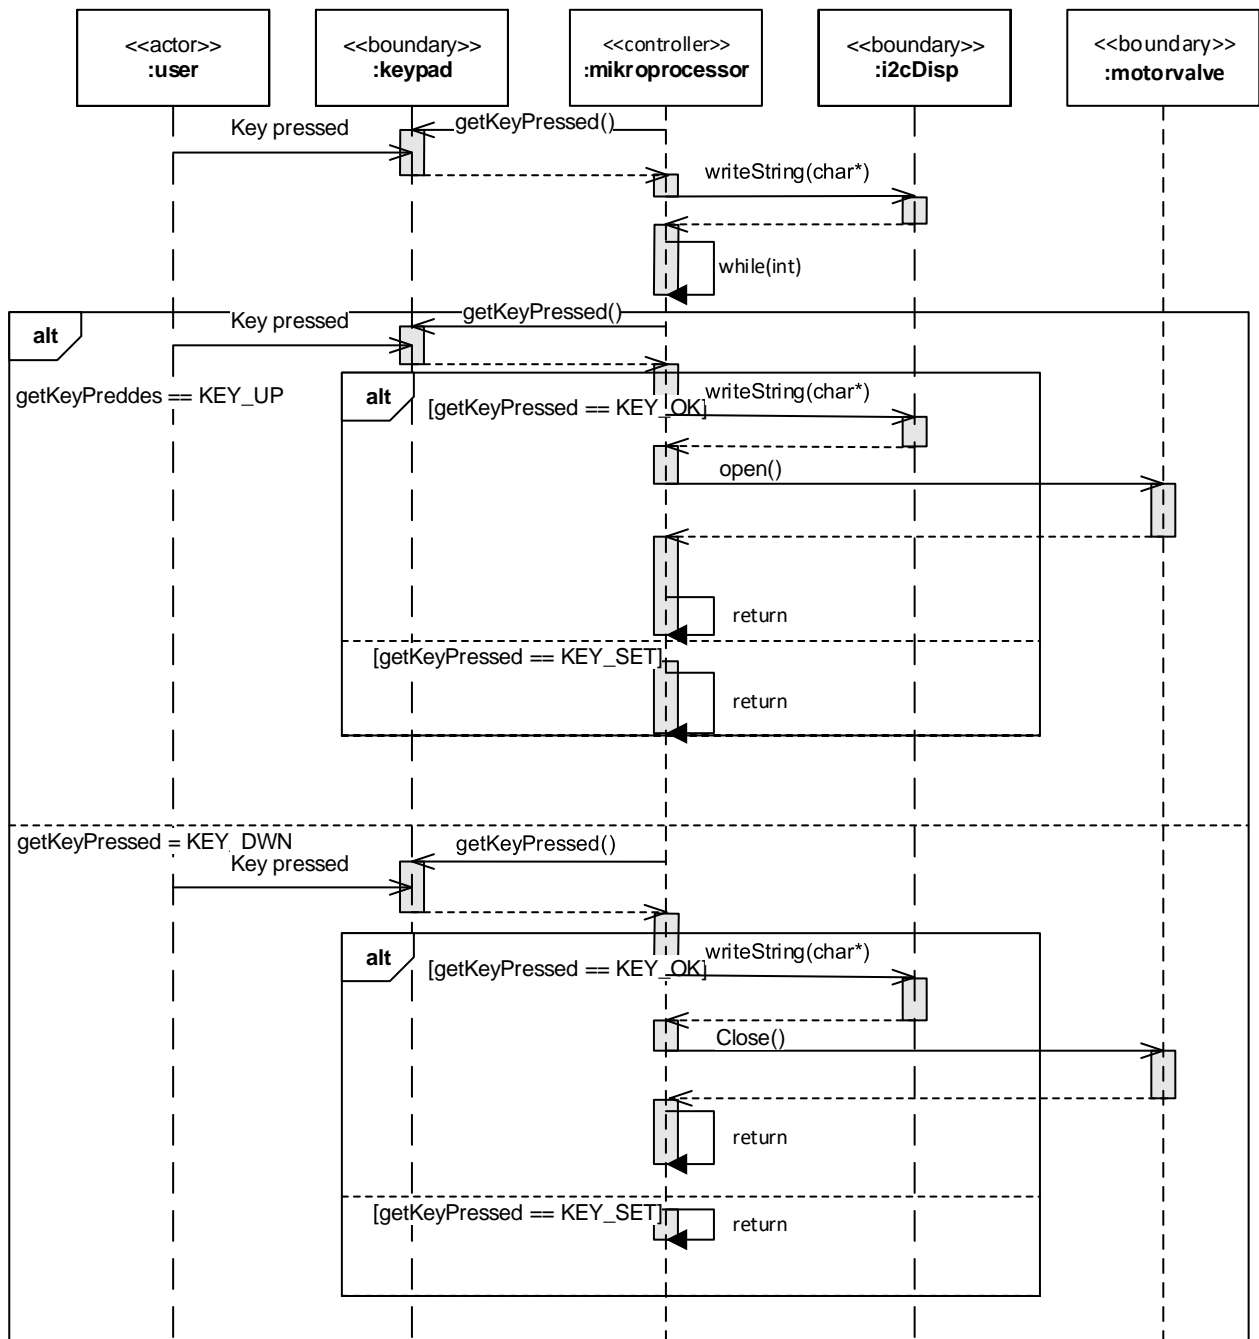 <<actor>>
:user
<<boundary>>
:keypad
<<controller>>
:mikroprocessor
<<boundary>>
:i2cDisp
<<boundary>>
:motorvalve
Key pressed
getKeyPressed()
writeString(char*)
while(int)
alt
Key pressed
getKeyPressed()
getKeyPreddes == KEY_UP
alt
[getKeyPressed == KEY_OK]
writeString(char*)
open()
return
[getKeyPressed == KEY_SET]
return
getKeyPressed = KEY_DWN
Key pressed
getKeyPressed()
alt
[getKeyPressed == KEY_OK]
writeString(char*)
Close()
return
[getKeyPressed == KEY_SET]
return